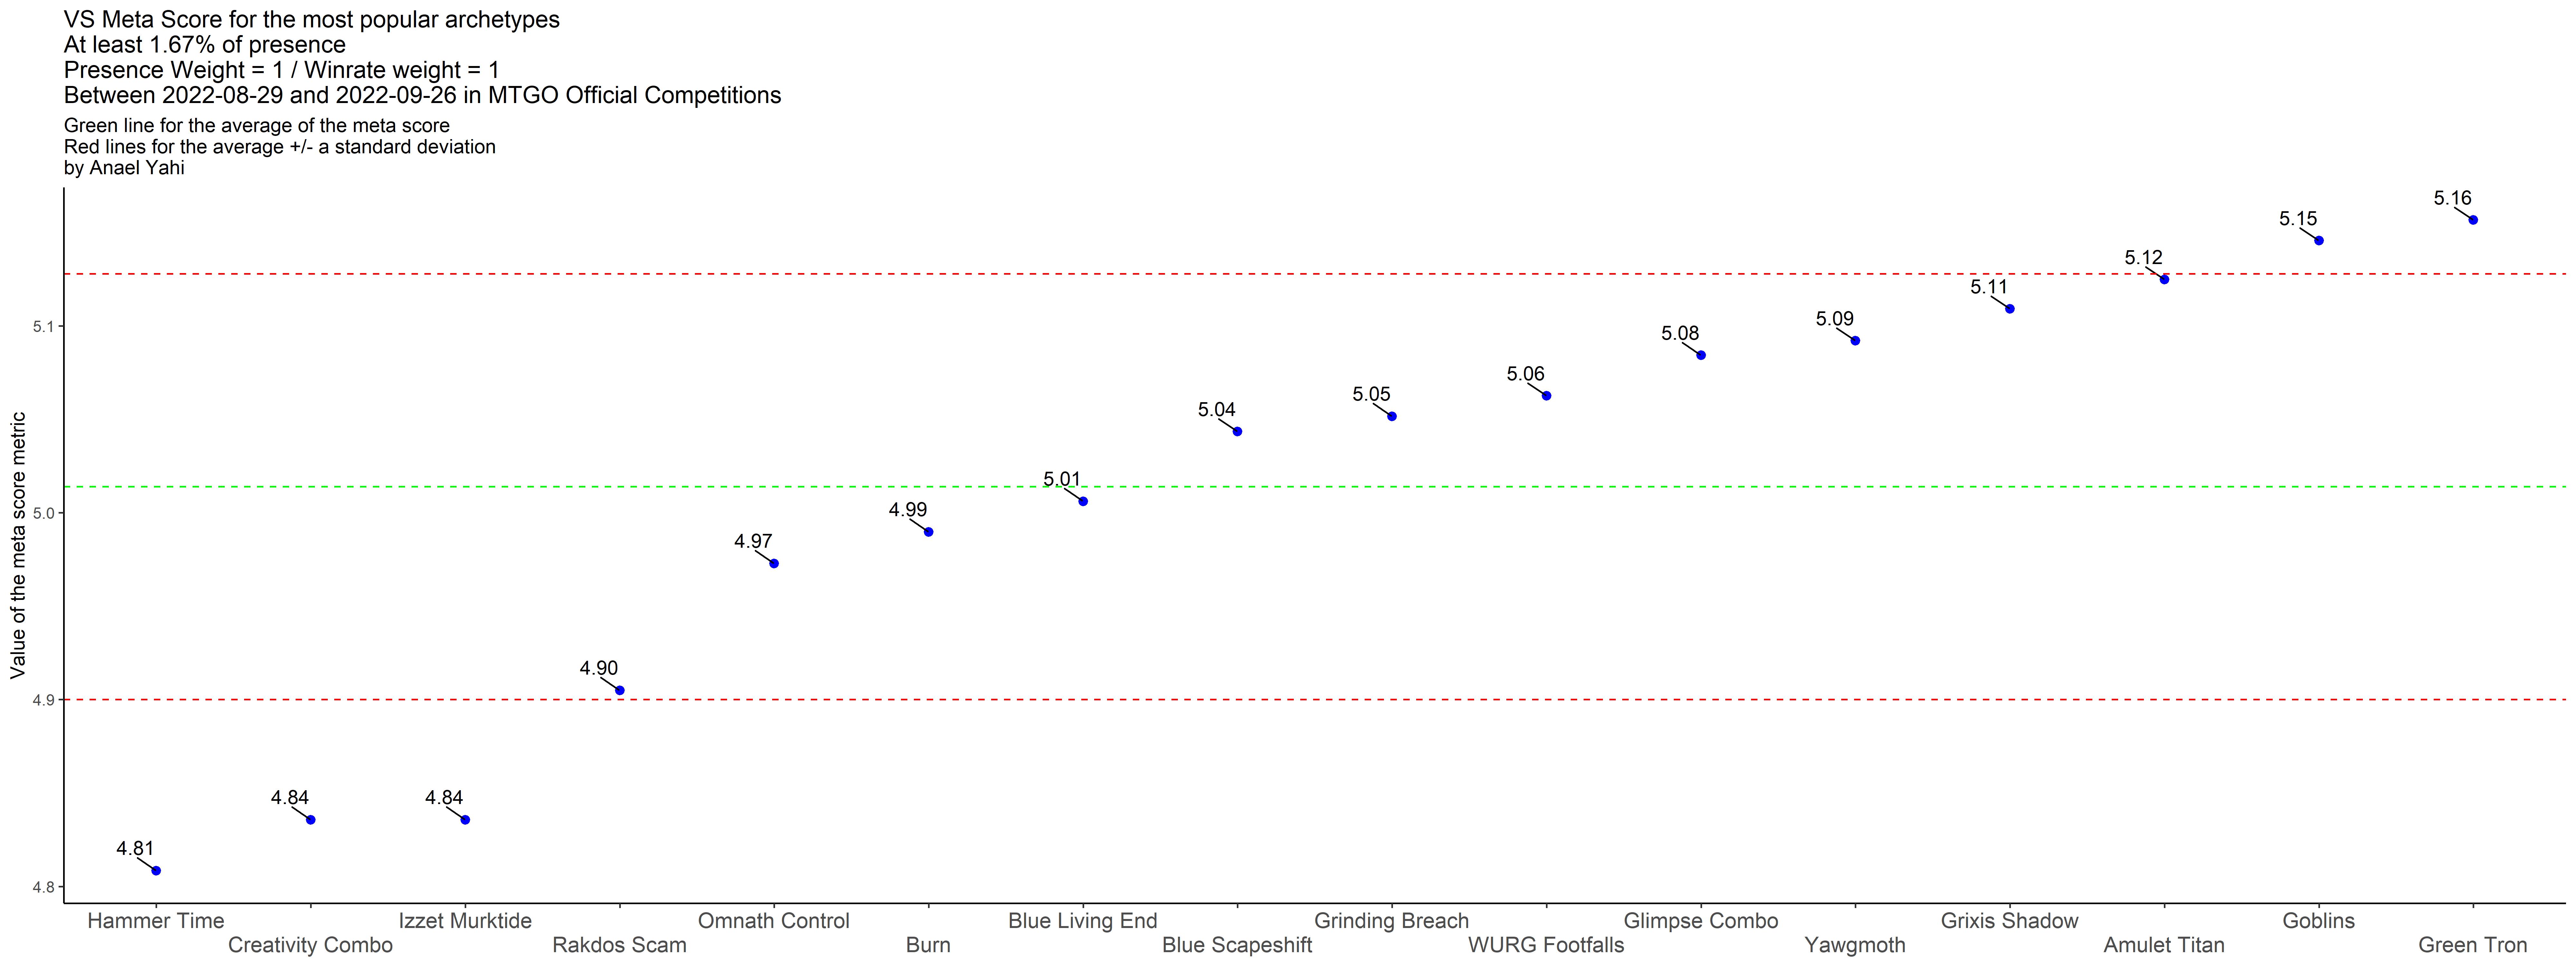 VS Meta Score for the most popular archetypes
At least 1.67% of presence
Presence Weight = 1 / Winrate weight = 1
Between 2022-08-29 and 2022-09-26 in MTGO Official Competitions
Green line for the average of the meta score
Red lines for the average +/- a standard deviation
by Anael Yahi
Value of the meta score metric
5.1
5.0
4.9
4.8
4.81
4.84
4.84
4.90
4.97
4.99
5.01
5.04
5.05
5.06
5.08
5.09
5.11
5.12
5.15
5.16
Hammer Time
Creativity Combo
Izzet Murktide
Rakdos Scam
Omnath Control
Burn
Blue Living End
Blue Scapeshift
Grinding Breach
WURG Footfalls
Glimpse Combo
Yawgmoth
Grixis Shadow
Amulet Titan
Goblins
Green Tron